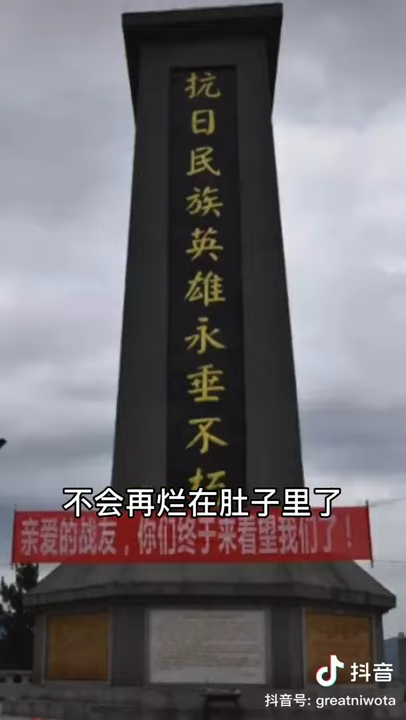 抗日民族英雄永垂不朽
不会再烂在肚子里了
亲爱的战友，你们终于来看望我们了！
抖音
抖音号: greatniwota